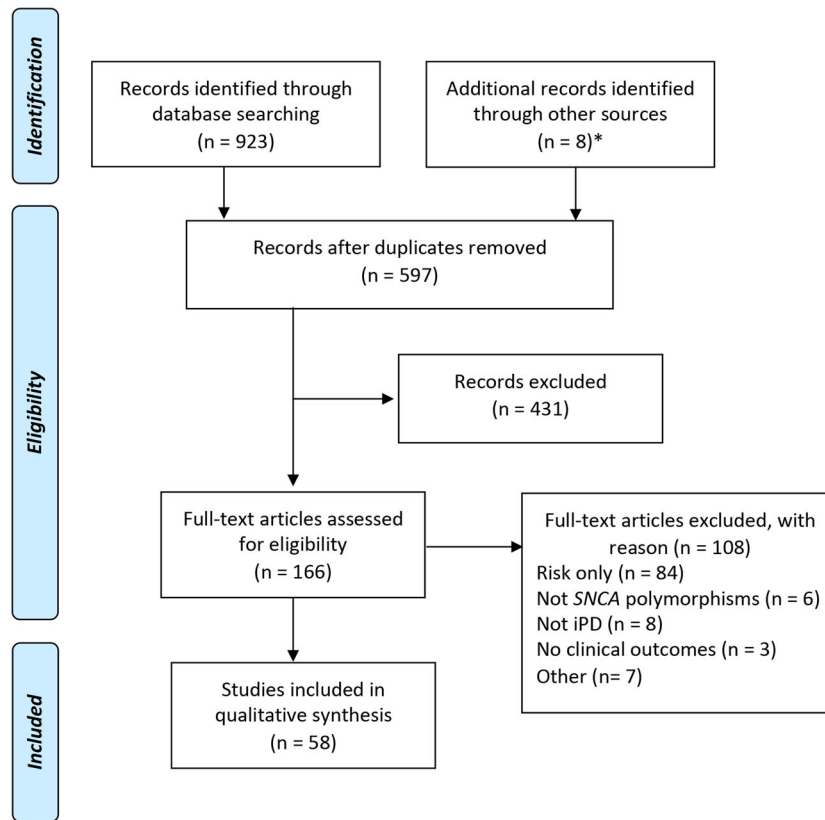 Identification
Records identified through
database searching
(n = 923)
Additional records identified
through other sources
(n = 8)*
Records after duplicates removed
(n = 597)
Eligibility
Records excluded
(n = 431)
Full-text articles assessed
for eligibility
(n = 166)
Full-text articles excluded, with
reason (n = 108)
Risk only (n = 84)
Not SNCA polymorphisms (n = 6)
Not iPD (n = 8)
No clinical outcomes (n = 3)
Other (n= 7)
Included
Studies included in
qualitative synthesis
(n = 58)